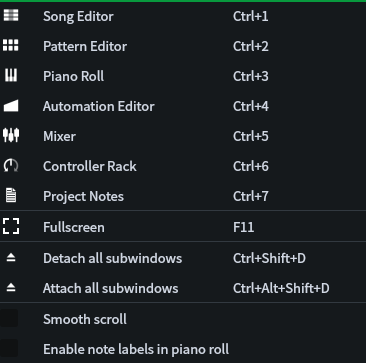 Song Editor Ctrl+1
Pattern Editor Ctrl+2
Piano Roll Ctrl+3
Automation Editor Ctrl+4
Mixer Ctrl+5
Controller Rack Ctrl+6
Project Notes Ctrl+7
Fullscreen F11
Detach all subwindows Ctrl+Shift+D
Attach all subwindows Ctrl+Alt+Shift+D
Smooth scroll
Enable note labels in piano roll